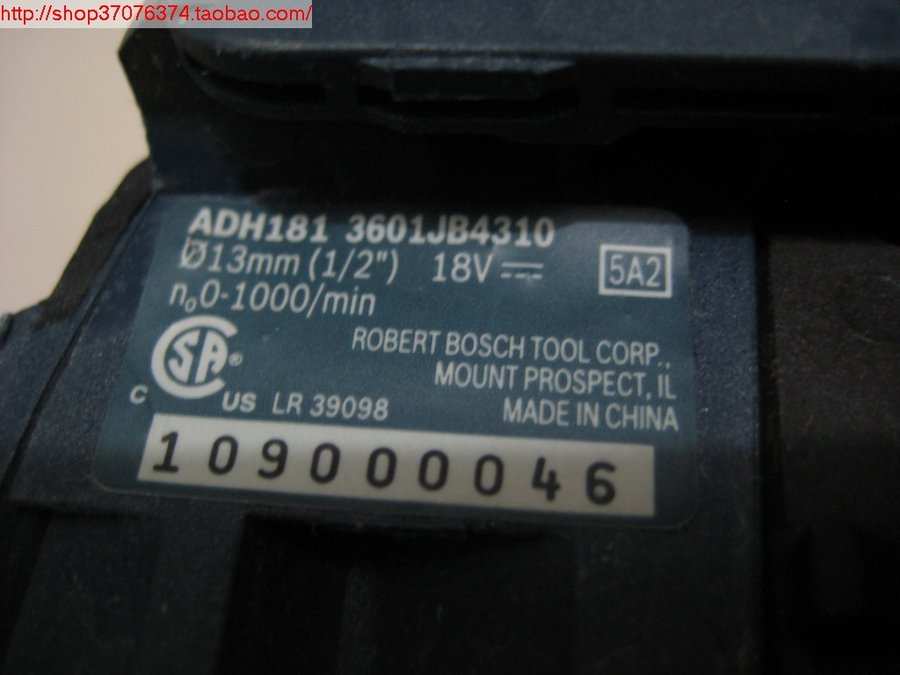 http://shop37076374.taobao.com/
ADH181 3601JB4310
Ø13mm (1/2") 18V ⎓ 5A2
n₀0-1000/min
SA®
ROBERT BOSCH TOOL CORP.,
MOUNT PROSPECT, IL
C US LR 39098
MADE IN CHINA
109000046